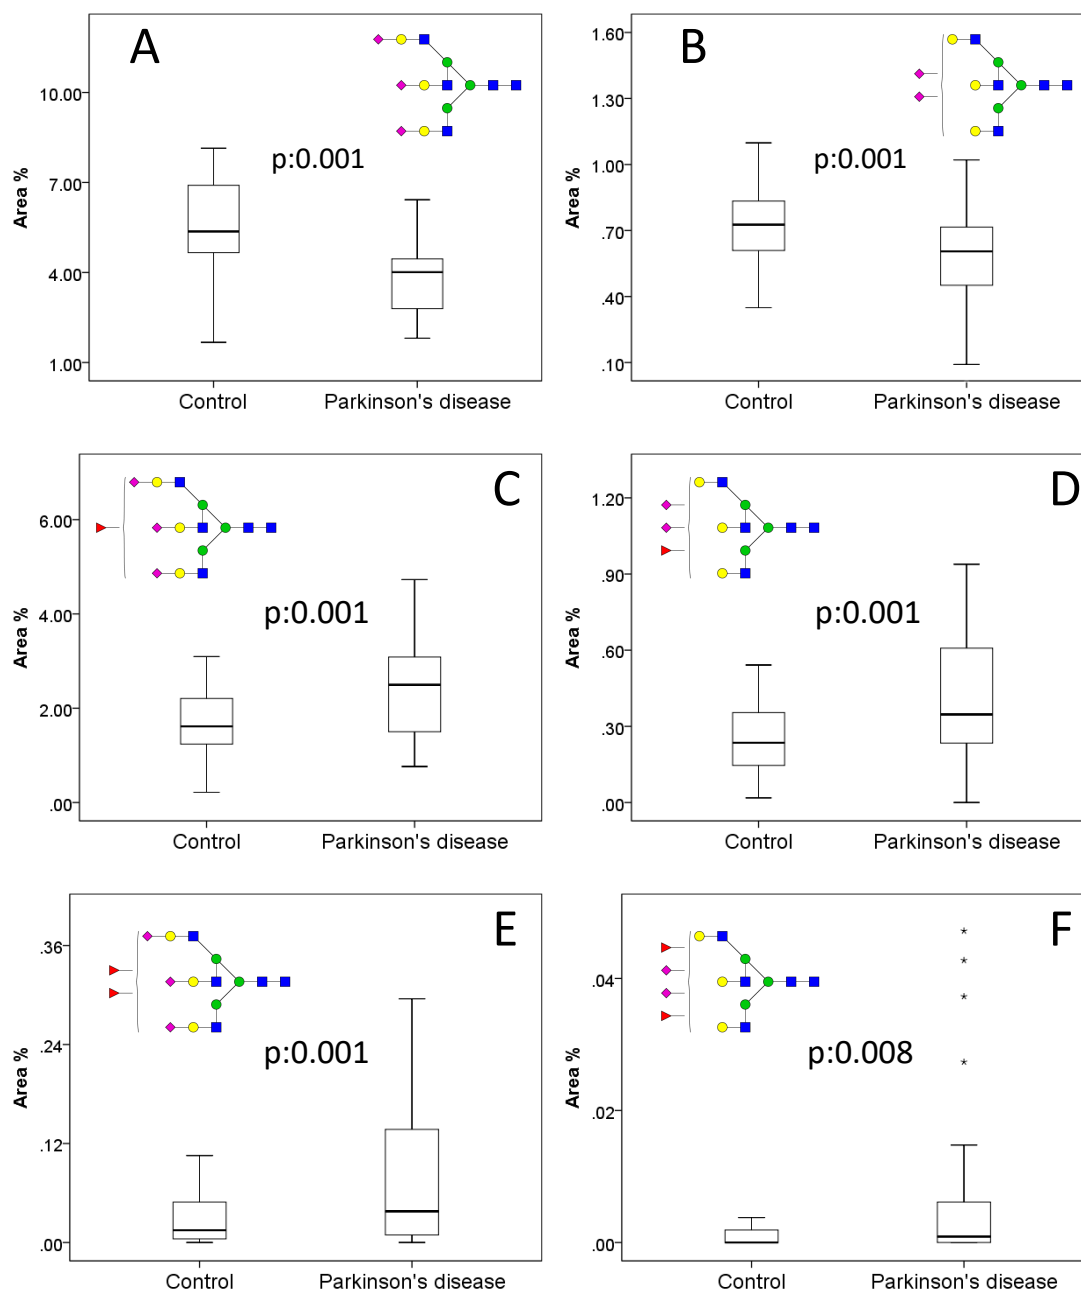 A
10.00
7.00
4.00
1.00
Area %
p:0.001
Control
Parkinson's disease
B
1.60
1.30
1.00
.70
.40
.10
Area %
p:0.001
Control
Parkinson's disease
C
6.00
4.00
2.00
.00
Area %
p:0.001
Control
Parkinson's disease
D
1.20
.90
.60
.30
.00
Area %
p:0.001
Control
Parkinson's disease
E
.36
.24
.12
.00
Area %
p:0.001
Control
Parkinson's disease
F
.04
.02
.00
Area %
p:0.008
*
*
*
*
Control
Parkinson's disease